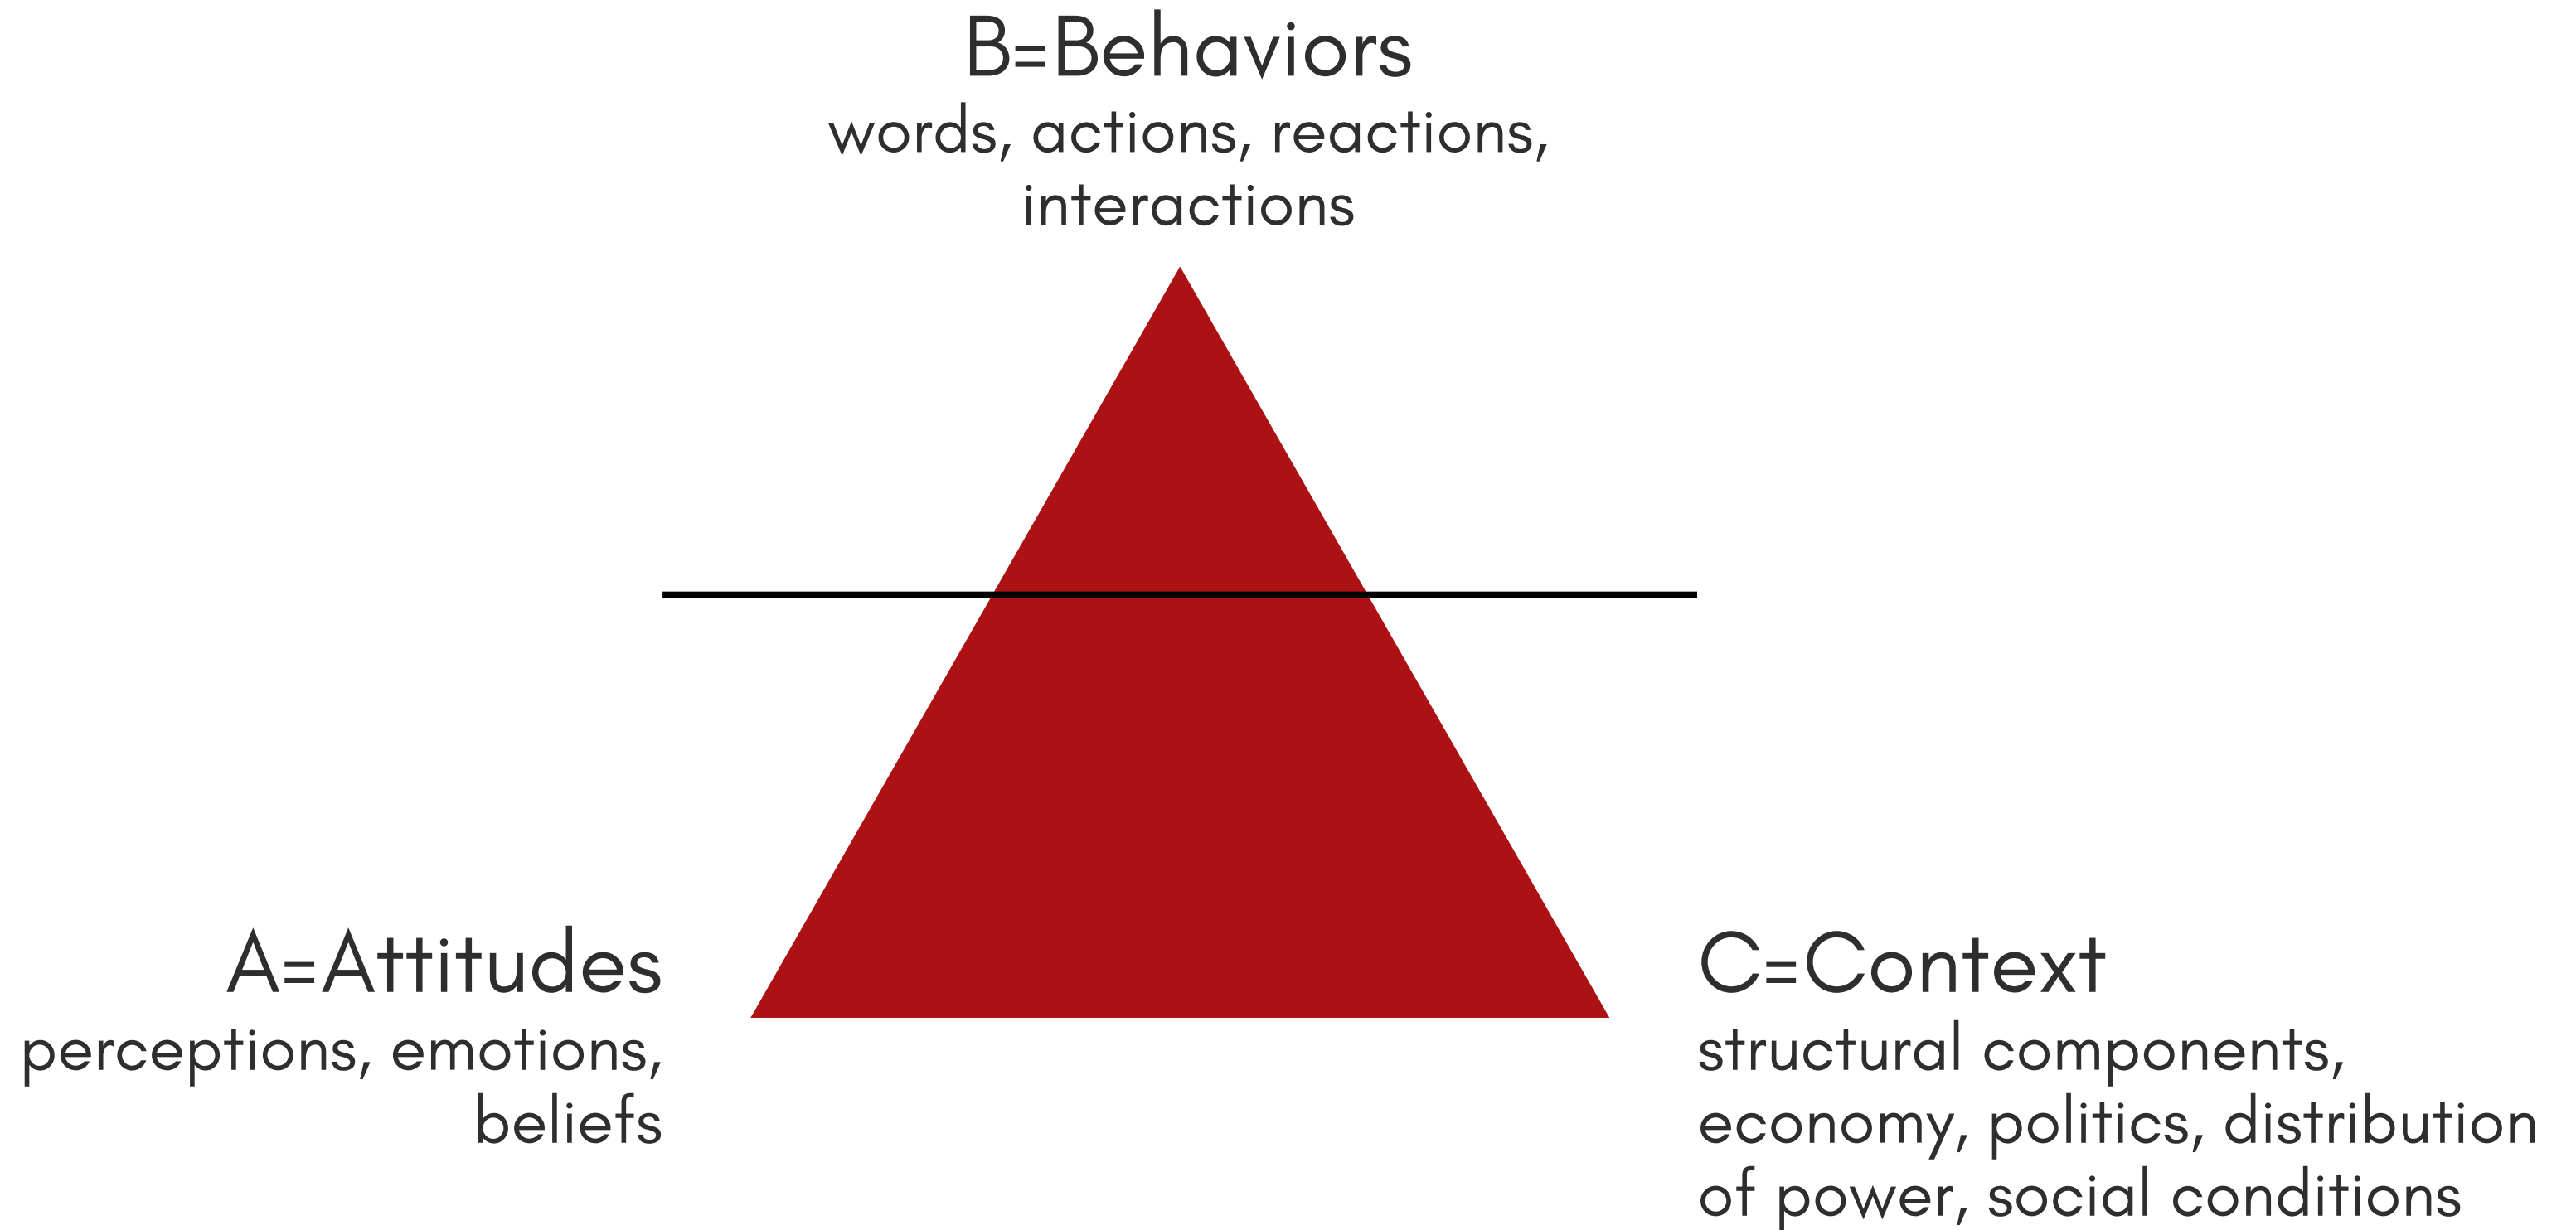 B=Behaviors
words, actions, reactions,
interactions
A=Attitudes
perceptions, emotions,
beliefs
C=Context
structural components,
economy, politics, distribution
of power, social conditions